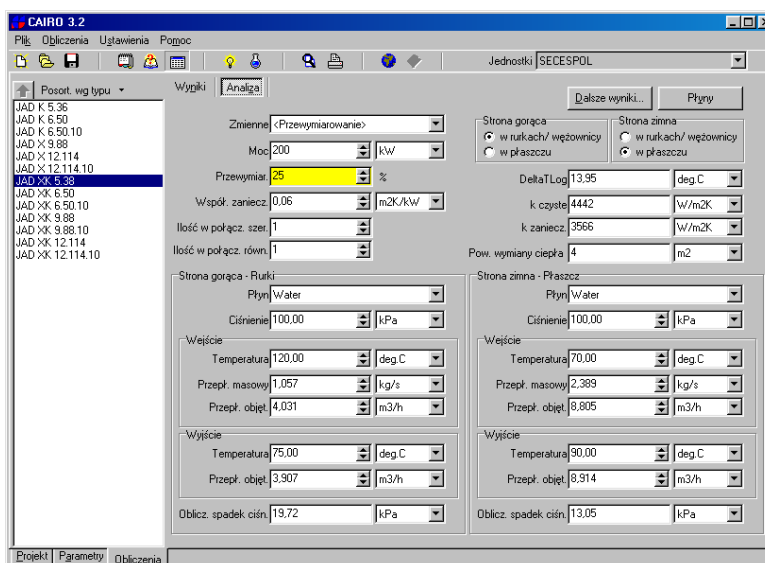 CAIRO 3.2
Plik Obliczenia Ustawienia Pomoc
Jednostki SECESPOL
Posort. wg typu
JAD K 5.36
JAD K 6.50
JAD K 6.50.10
JAD X 9.88
JAD X 12.114
JAD X 12.114.10
JAD XK 5.38
JAD XK 6.50
JAD XK 6.50.10
JAD XK 9.88
JAD XK 9.88.10
JAD XK 12.114
JAD XK 12.114.10
Wyniki Analiza
Dalsze wyniki... Płyny
Zmienne <Przewymiarowanie>
Moc 200 kW
Przewymiar. 25 %
Współ. zaniecz. 0,06 m2K/kW
Ilość w połącz. szer. 1
Ilość w połącz. równ. 1
Strona gorąca
w rurkach/ wężownicy
w płaszczu
Strona zimna
w rurkach/ wężownicy
w płaszczu
DeltaTLog 13,95 deg.C
k czyste 4442 W/m2K
k zaniecz. 3566 W/m2K
Pow. wymiany ciepła 4 m2
Strona gorąca - Rurki
Płyn Water
Ciśnienie 100,00 kPa
Wejście
Temperatura 120,00 deg.C
Przepł. masowy 1,057 kg/s
Przepł. objęt. 4,031 m3/h
Wyjście
Temperatura 75,00 deg.C
Przepł. objęt. 3,907 m3/h
Oblicz. spadek ciśn. 19,72 kPa
Strona zimna - Płaszcz
Płyn Water
Ciśnienie 100,00 kPa
Wejście
Temperatura 70,00 deg.C
Przepł. masowy 2,389 kg/s
Przepł. objęt. 8,805 m3/h
Wyjście
Temperatura 90,00 deg.C
Przepł. objęt. 8,914 m3/h
Oblicz. spadek ciśn. 13,05 kPa
Projekt Parametry Obliczenia